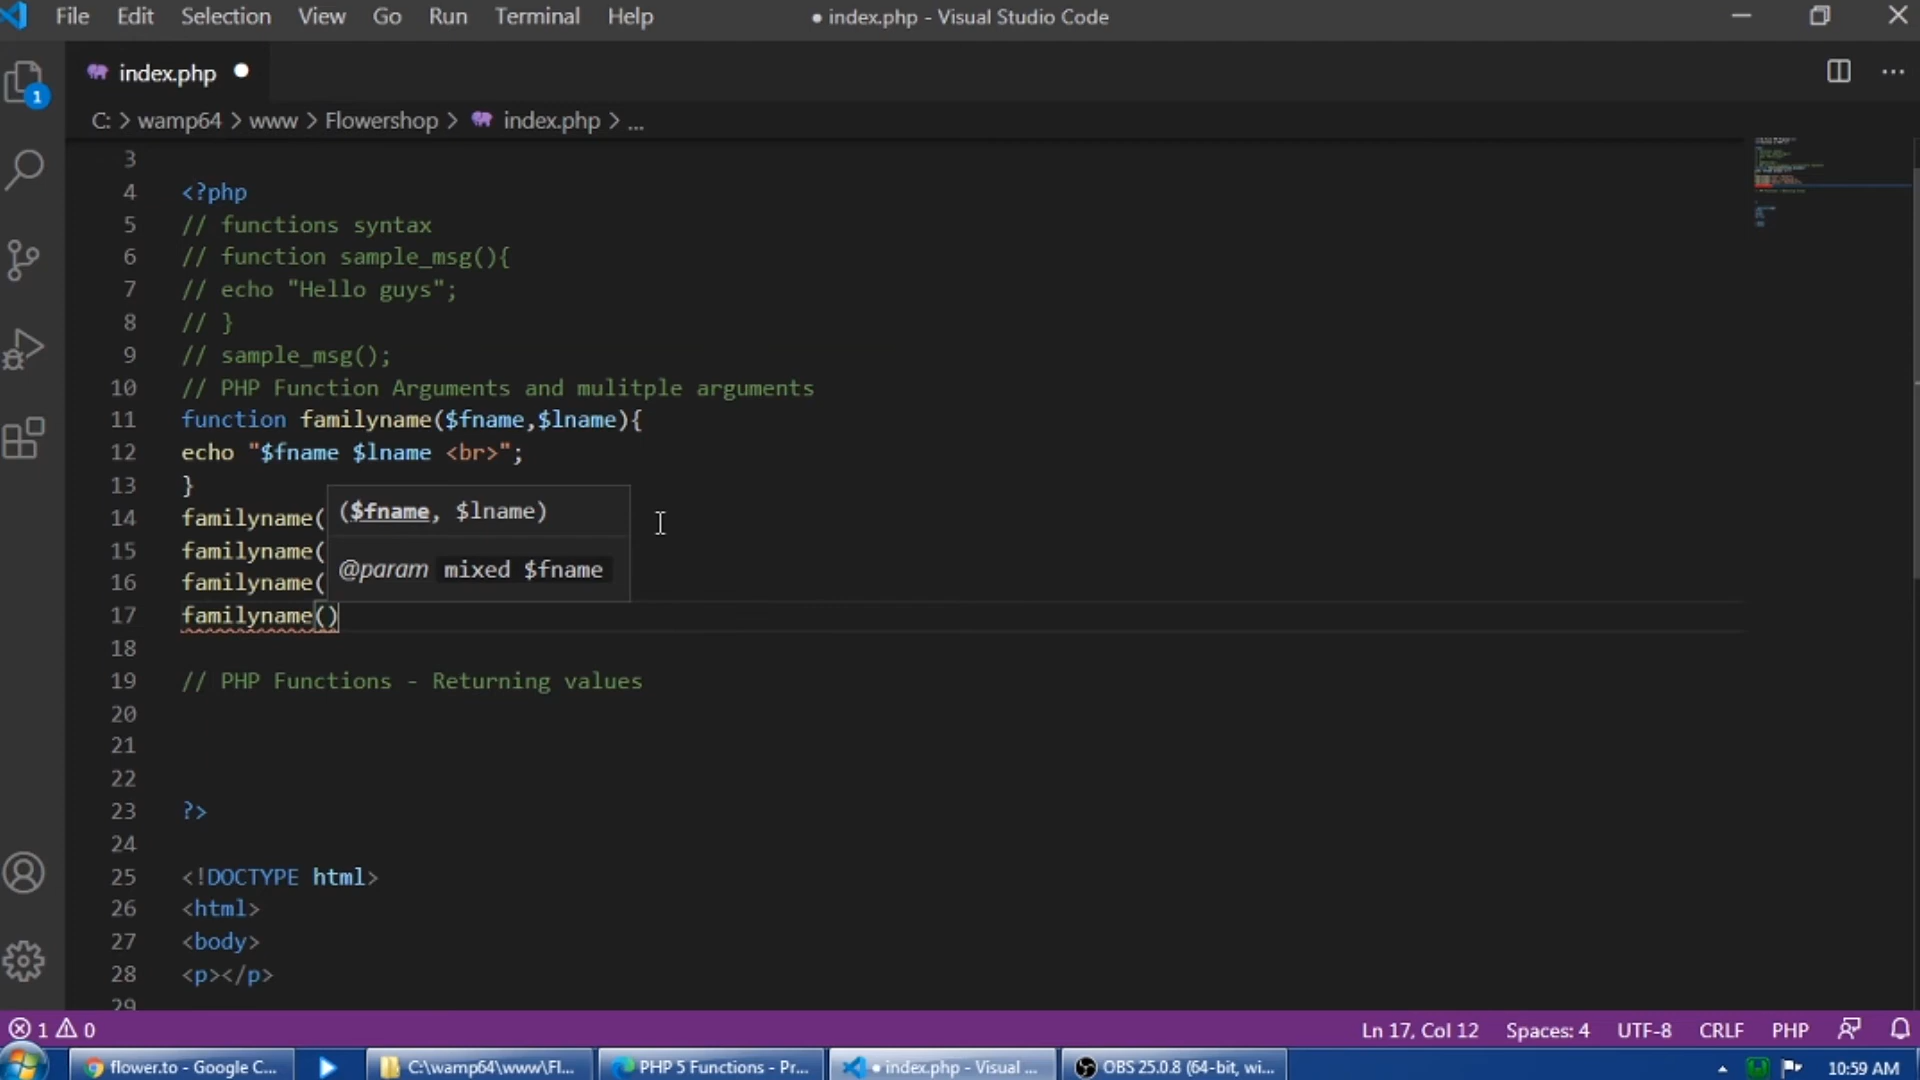 File Edit Selection View Go Run Terminal Help ● index.php - Visual Studio Code
index.php ●
C: > wamp64 > www > Flowershop > index.php > ...
3
4 <?php
5 // functions syntax
6 // function sample_msg(){
7 // echo "Hello guys";
8 // }
9 // sample_msg();
10 // PHP Function Arguments and mulitple arguments
11 function familyname($fname,$lname){
12 echo "$fname $lname <br>";
13 }
14 familyname(
($fname, $lname)
15 familyname(
@param mixed $fname
16 familyname(
17 familyname()
18
19 // PHP Functions - Returning values
20
21
22
23 ?>
24
25 <!DOCTYPE html>
26 <html>
27 <body>
28 <p></p>
29
1
1 0 Ln 17, Col 12 Spaces: 4 UTF-8 CRLF PHP
flower.to - Google C... C:\wamp64\www\Fl... PHP 5 Functions - Pr... ● index.php - Visual ... OBS 25.0.8 (64-bit, wi... 10:59 AM